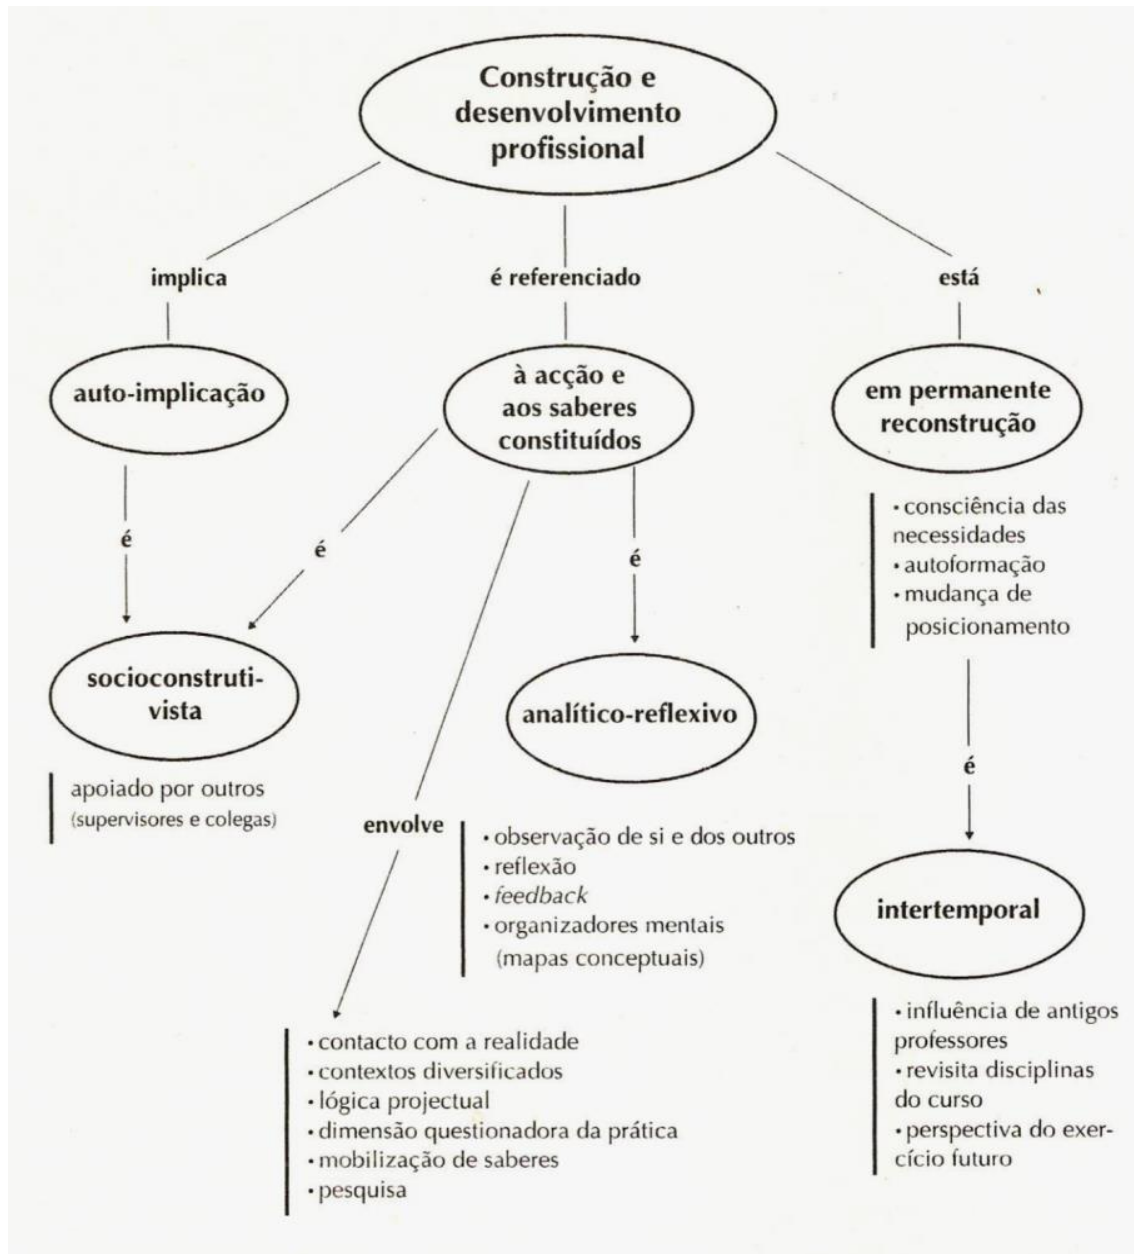 Construção e
desenvolvimento
profissional
implica
é referenciado
está
auto-implicação
à acção e
aos saberes
constituídos
em permanente
reconstrução
• consciência das
necessidades
• autoformação
• mudança de
posicionamento
é
é
é
socioconstruti-
vista
analítico-reflexivo
apoiado por outros
(supervisores e colegas)
é
envolve
• observação de si e dos outros
• reflexão
• feedback
• organizadores mentais
(mapas conceptuais)
intertemporal
• contacto com a realidade
• contextos diversificados
• lógica projectual
• dimensão questionadora da prática
• mobilização de saberes
• pesquisa
• influência de antigos
professores
• revisita disciplinas
do curso
• perspectiva do exer-
cício futuro